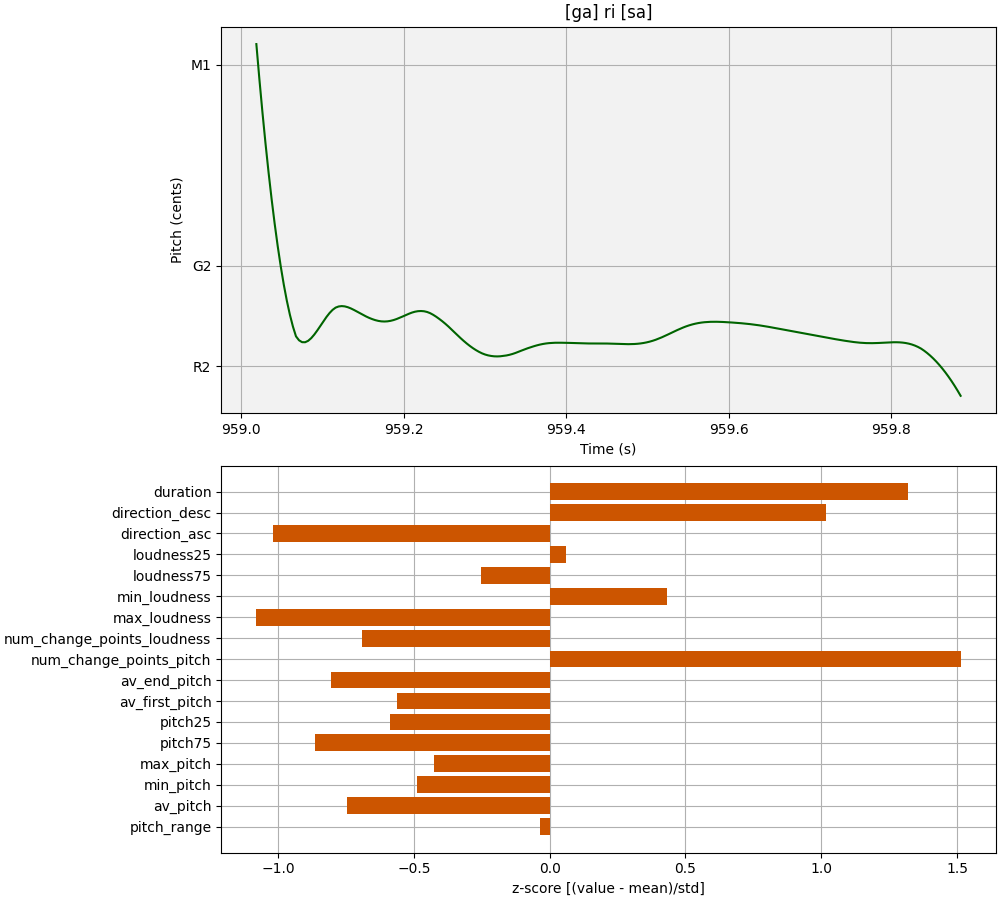 [ga] ri [sa]
M1
G2
R2
Pitch (cents)
959.0 959.2 959.4 959.6 959.8
Time (s)
duration
direction_desc
direction_asc
loudness25
loudness75
min_loudness
max_loudness
num_change_points_loudness
num_change_points_pitch
av_end_pitch
av_first_pitch
pitch25
pitch75
max_pitch
min_pitch
av_pitch
pitch_range
−1.0 −0.5 0.0 0.5 1.0 1.5
z-score [(value - mean)/std]